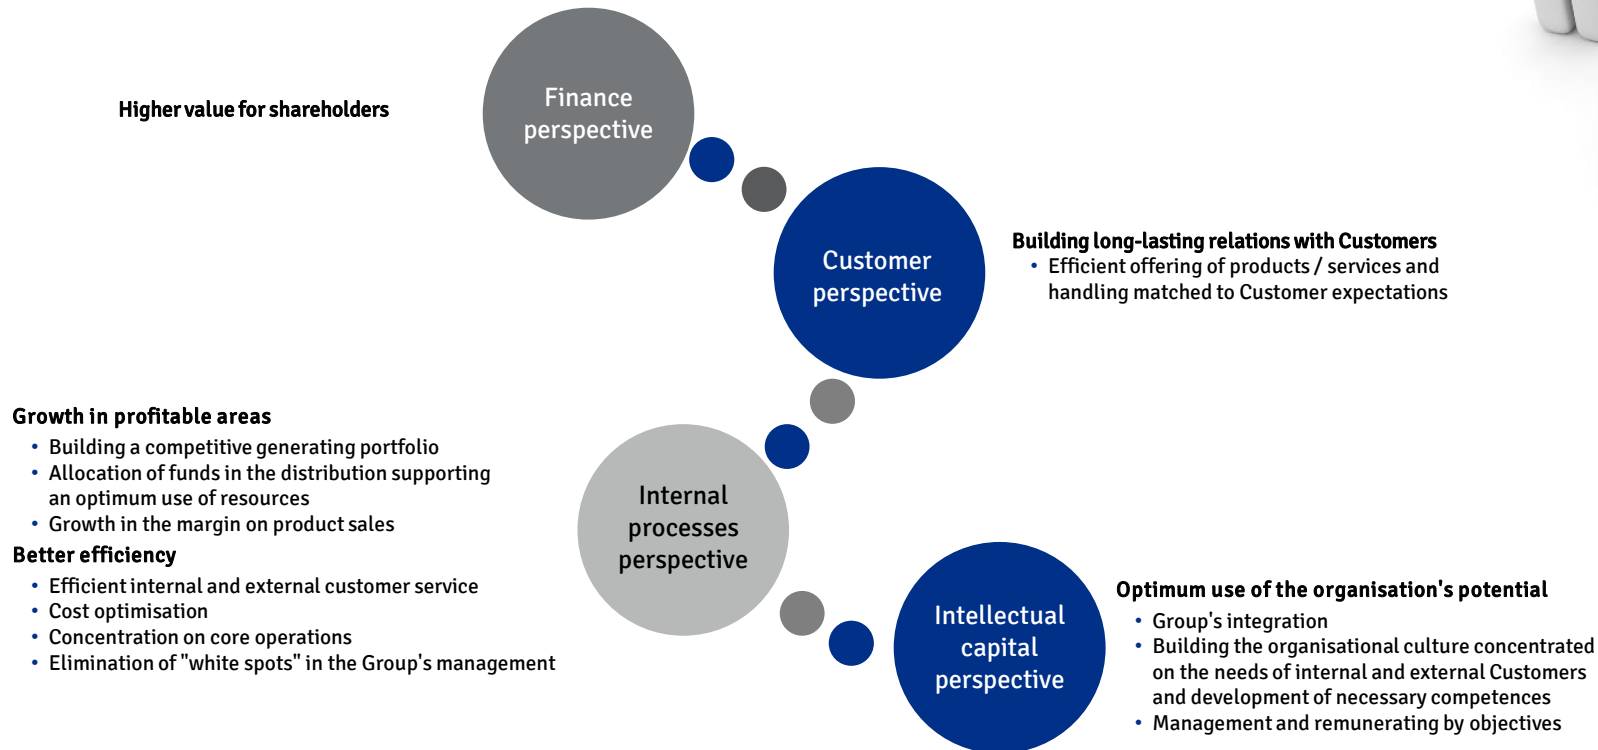 Higher value for shareholders
Finance
perspective
Customer
perspective
Building long-lasting relations with Customers
• Efficient offering of products / services and
handling matched to Customer expectations
Growth in profitable areas
• Building a competitive generating portfolio
• Allocation of funds in the distribution supporting
an optimum use of resources
• Growth in the margin on product sales
Better efficiency
• Efficient internal and external customer service
• Cost optimisation
• Concentration on core operations
• Elimination of "white spots" in the Group's management
Internal
processes
perspective
Intellectual
capital
perspective
Optimum use of the organisation's potential
• Group's integration
• Building the organisational culture concentrated
on the needs of internal and external Customers
and development of necessary competences
• Management and remunerating by objectives